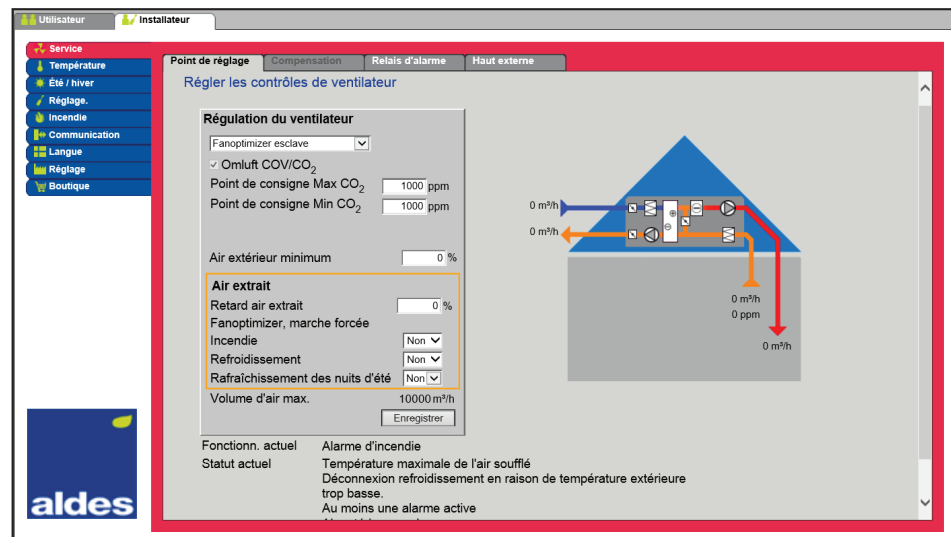 Utilisateur Installateur
Service
Température
Été / hiver
Réglage.
Incendie
Communication
Langue
Réglage
Boutique
Point de réglage Compensation Relais d'alarme Haut externe
Régler les contrôles de ventilateur
Régulation du ventilateur
Fanoptimizer esclave
Omluft COV/CO2
Point de consigne Max CO2 1000 ppm
Point de consigne Min CO2 1000 ppm
Air extérieur minimum 0 %
Air extrait
Retard air extrait 0 %
Fanoptimizer, marche forcée
Incendie Non
Refroidissement Non
Rafraîchissement des nuits d'été Non
Volume d'air max. 10000 m³/h
Enregistrer
0 m³/h
0 m³/h
0 m³/h
0 ppm
0 m³/h
Fonctionn. actuel Alarme d'incendie
Statut actuel Température maximale de l'air soufflé
Déconnexion refroidissement en raison de température extérieure
trop basse.
Au moins une alarme active
aldes